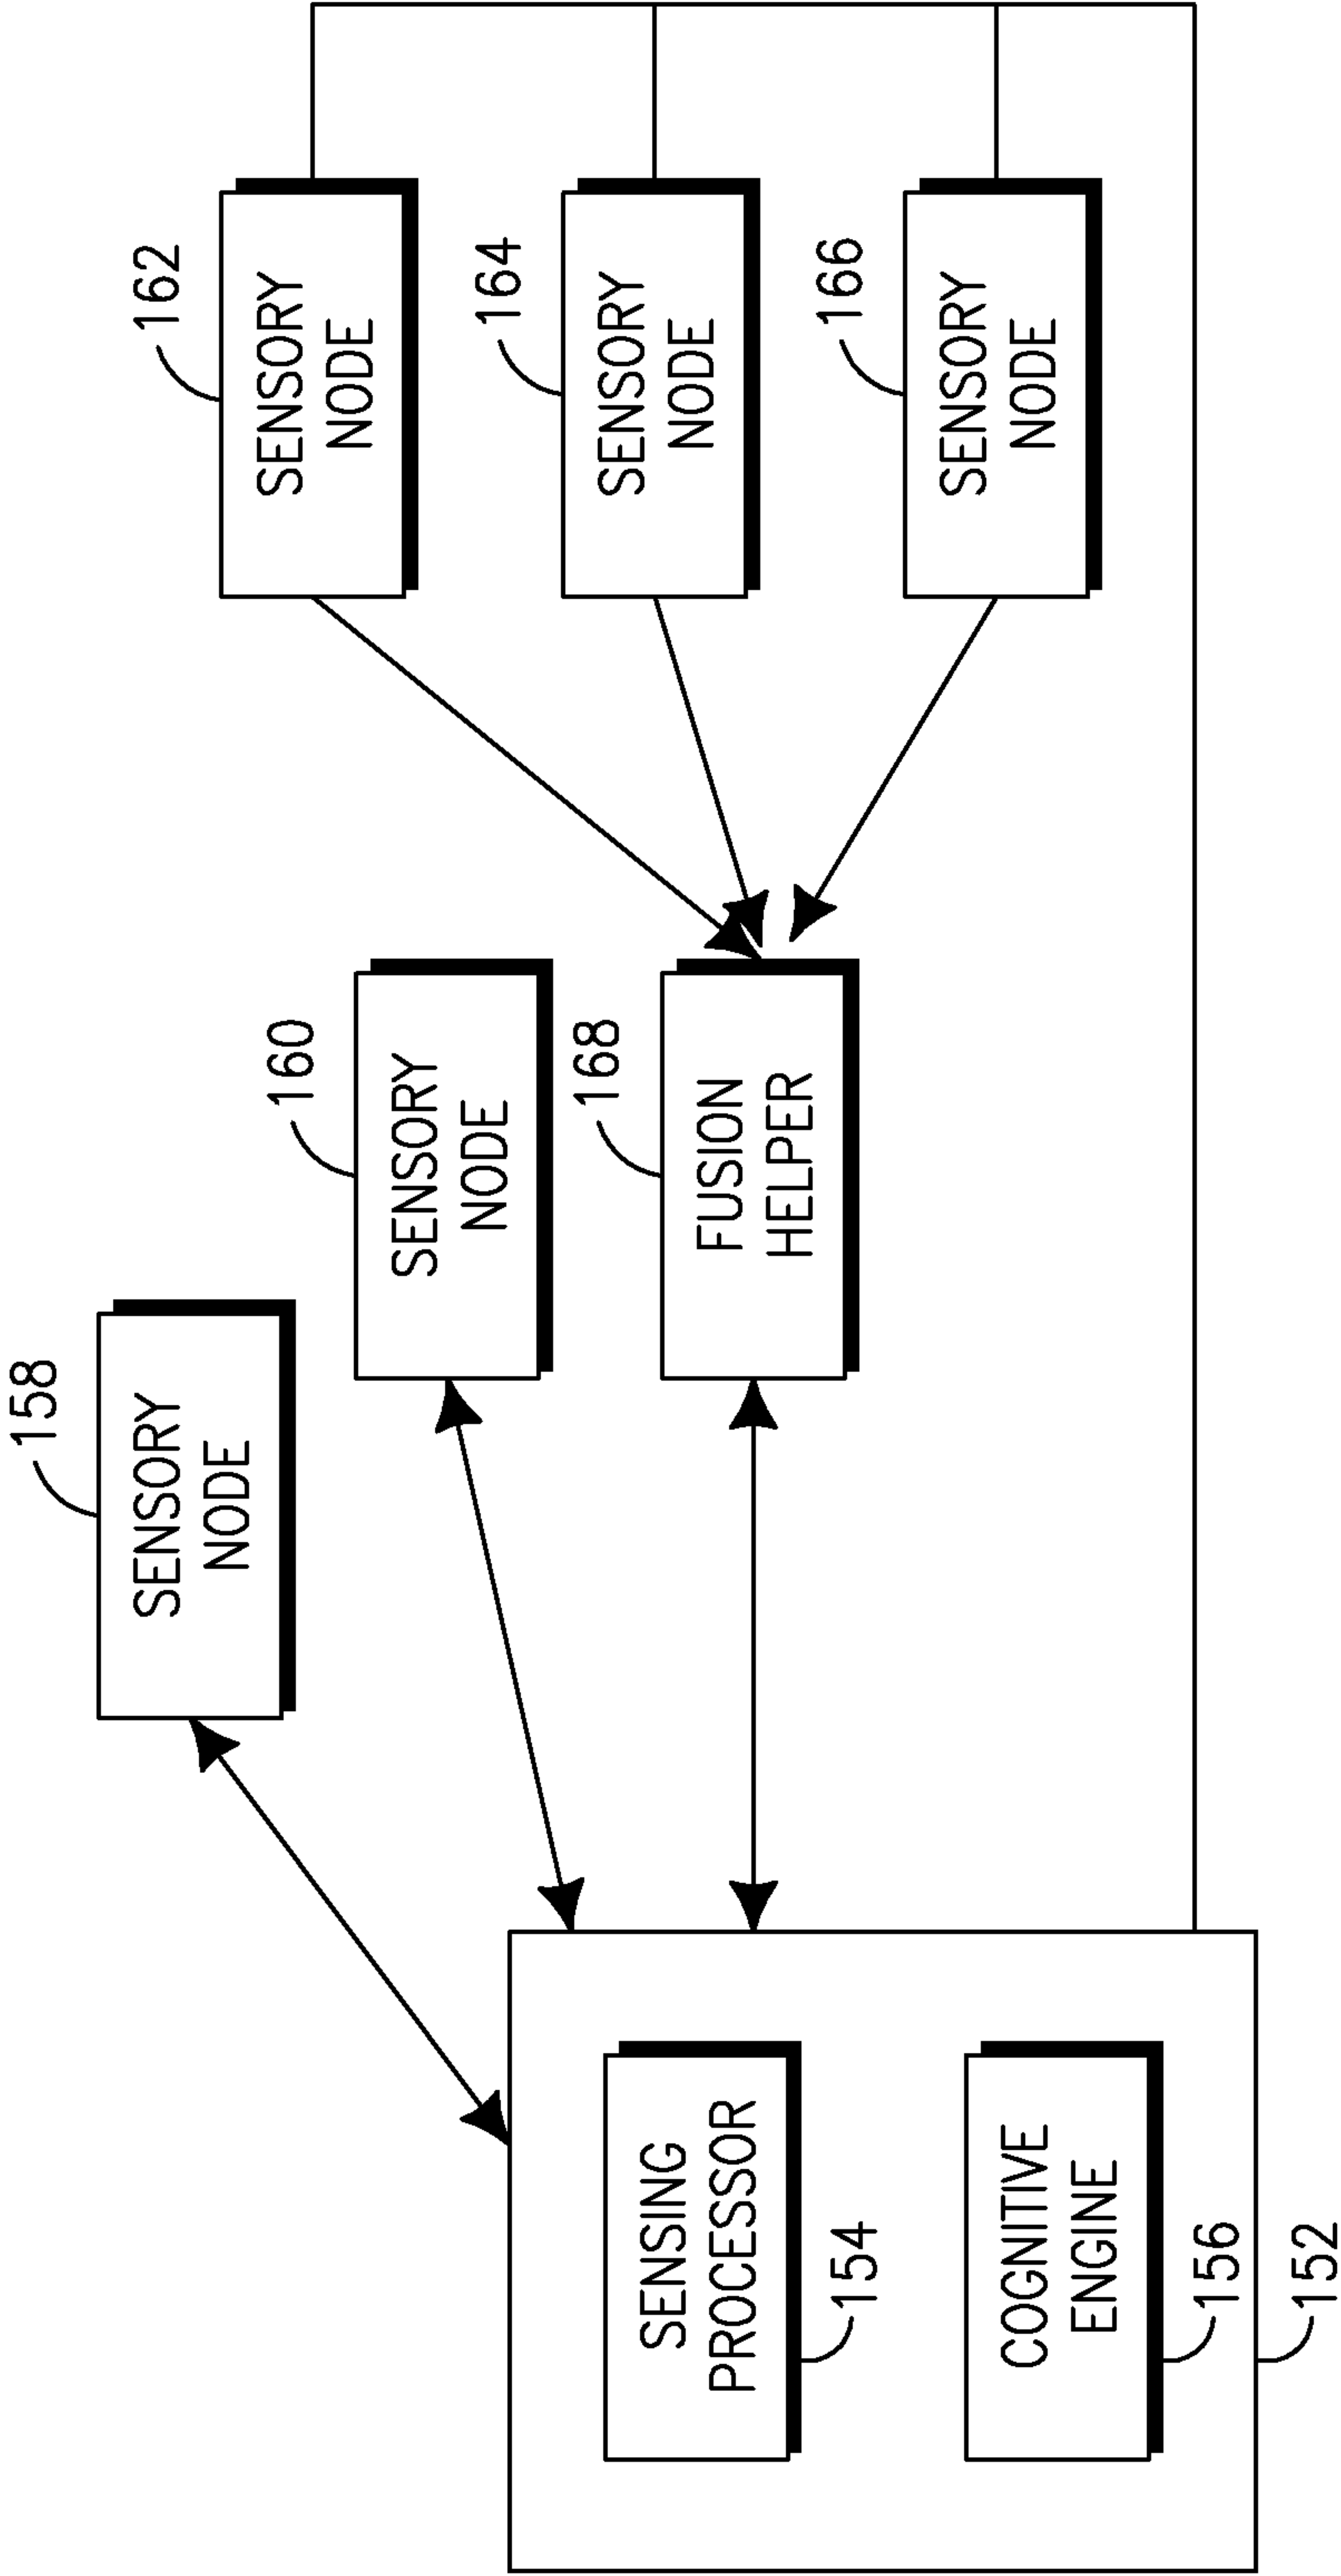 158
SENSORY
NODE
160
SENSORY
NODE
162
SENSORY
NODE
164
SENSORY
NODE
166
SENSORY
NODE
168
FUSION
HELPER
SENSING
PROCESSOR
154
COGNITIVE
ENGINE
156
152